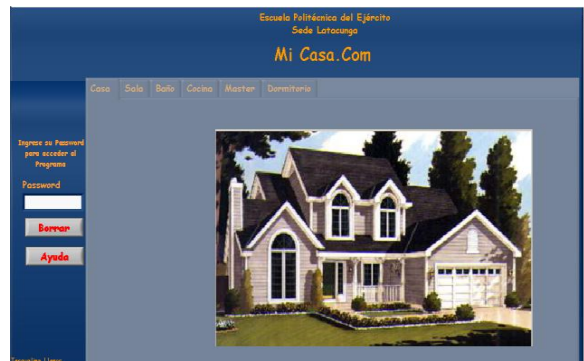 Escuela Politécnica del Ejército
Sede Latacunga
Mi Casa.Com
Casa Sala Baño Cocina Master Dormitorio
Ingrese su Password
para acceder al
Programa
Password
Borrar
Ayuda